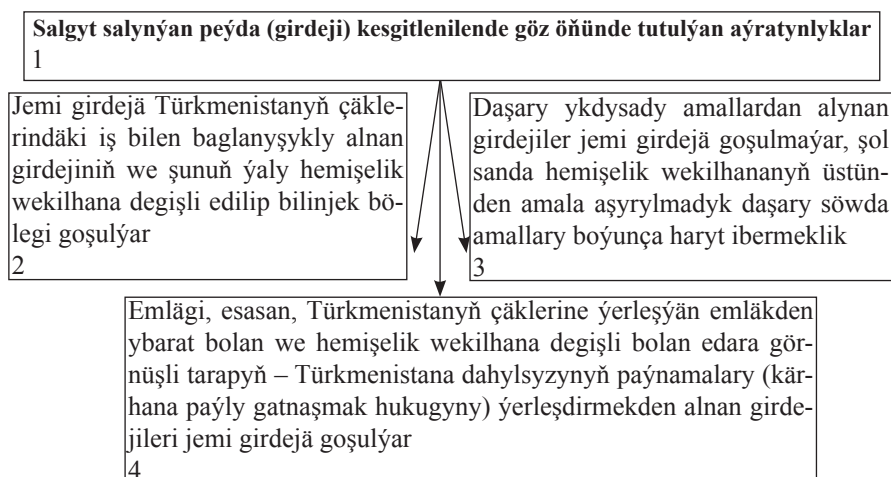 Salgyt salynýan peýda (girdeji) kesgitlenilende göz öňünde tutulýan aýratynlyklar
1
Jemi girdejä Türkmenistanyň çäkle-
rindäki iş bilen baglanyşykly alnan
girdejiniň we şunuň ýaly hemişelik
wekilhana degişli edilip bilinjek bö-
legi goşulýar
2
Daşary ykdysady amallardan alynan
girdejiler jemi girdejä goşulmaýar, şol
sanda hemişelik wekilhananyň üstün-
den amala aşyrylmadyk daşary söwda
amallary boýunça haryt ibermeklik
3
Emlägi, esasan, Türkmenistanyň çäklerine ýerleşýän emläkden
ybarat bolan we hemişelik wekilhana degişli bolan edara gör-
nüşli tarapyň – Türkmenistana dahylsyzynyň paýnamalary (kär-
hana paýly gatnaşmak hukugyny) ýerleşdirmekden alnan girde-
jileri jemi girdejä goşulýar
4